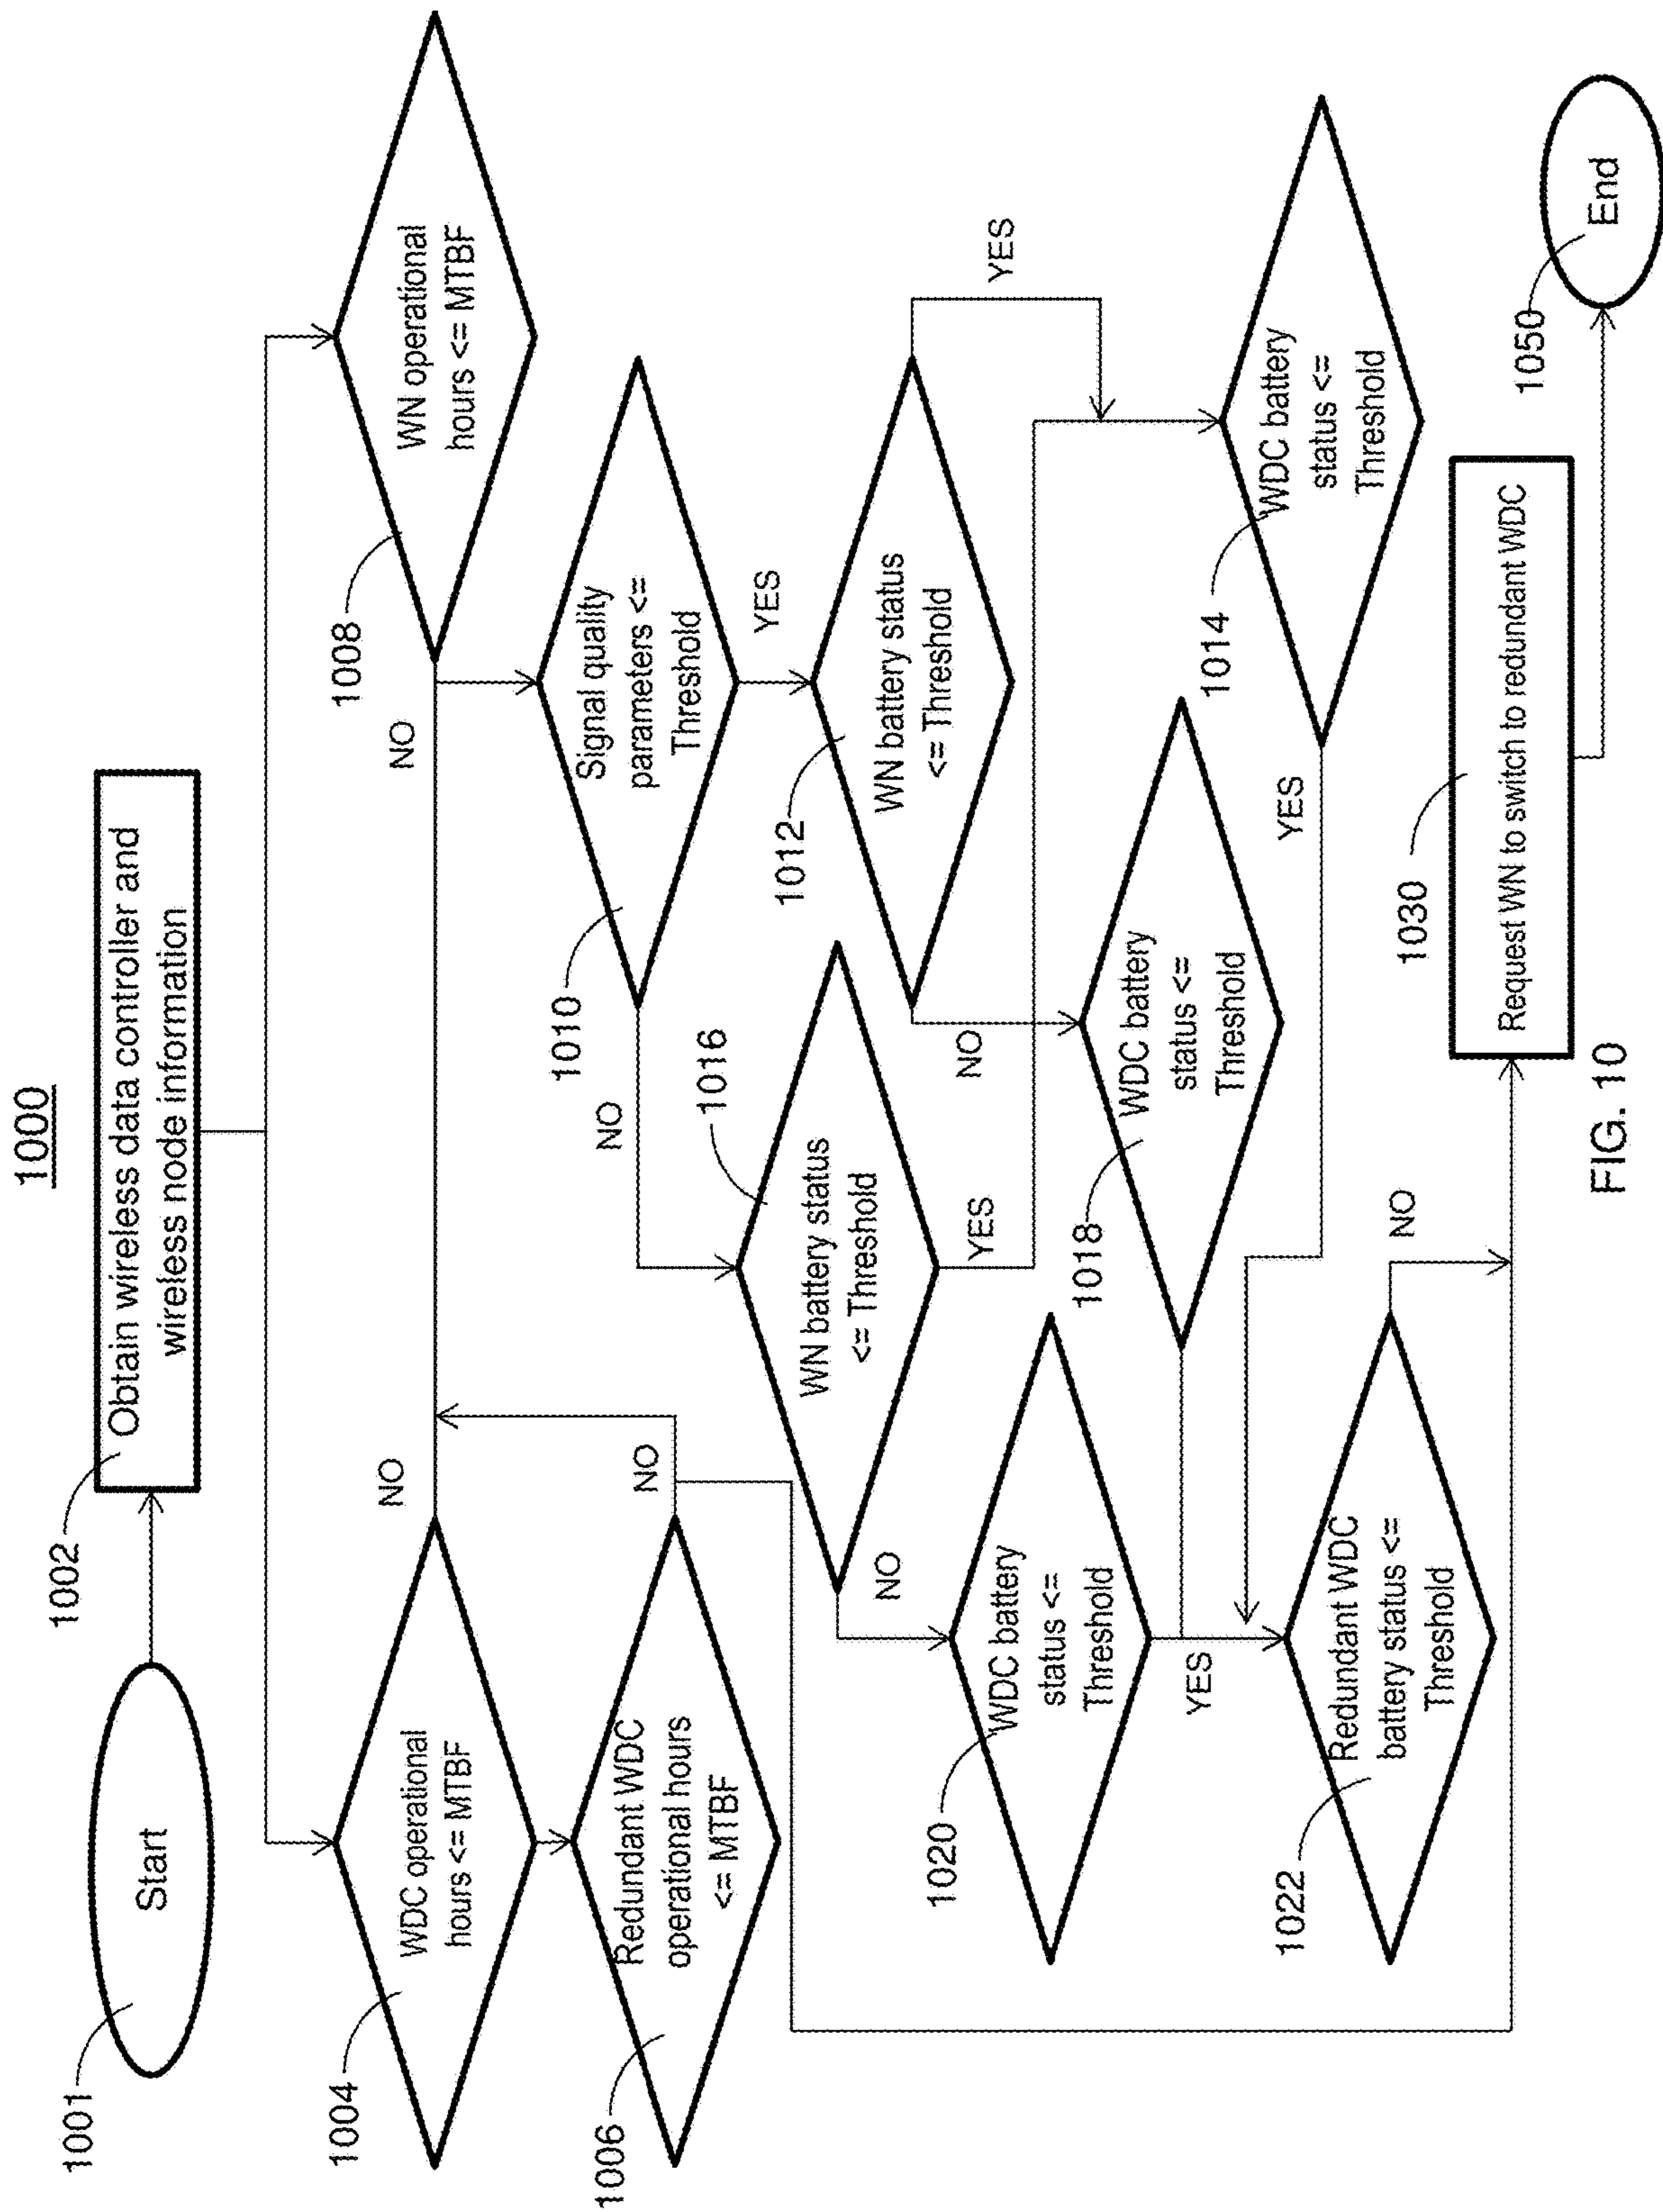 1000
1001
Start
1002
Obtain wireless data controller and
wireless node information
1004
WDC operational
hours <= MTBF
NO
NO
1008
WN operational
hours <= MTBF
1006
Redundant WDC
operational hours
<= MTBF
NO
1010
Signal quality
parameters <=
Threshold
NO
YES
1016
WN battery status
<= Threshold
NO
YES
1012
WN battery status
<= Threshold
NO
YES
1020
WDC battery
status <=
Threshold
YES
1018
WDC battery
status <=
Threshold
1014
WDC battery
status <=
Threshold
YES
1022
Redundant WDC
battery status <=
Threshold
NO
1030
Request WN to switch to redundant WDC
1050
End
FIG. 10